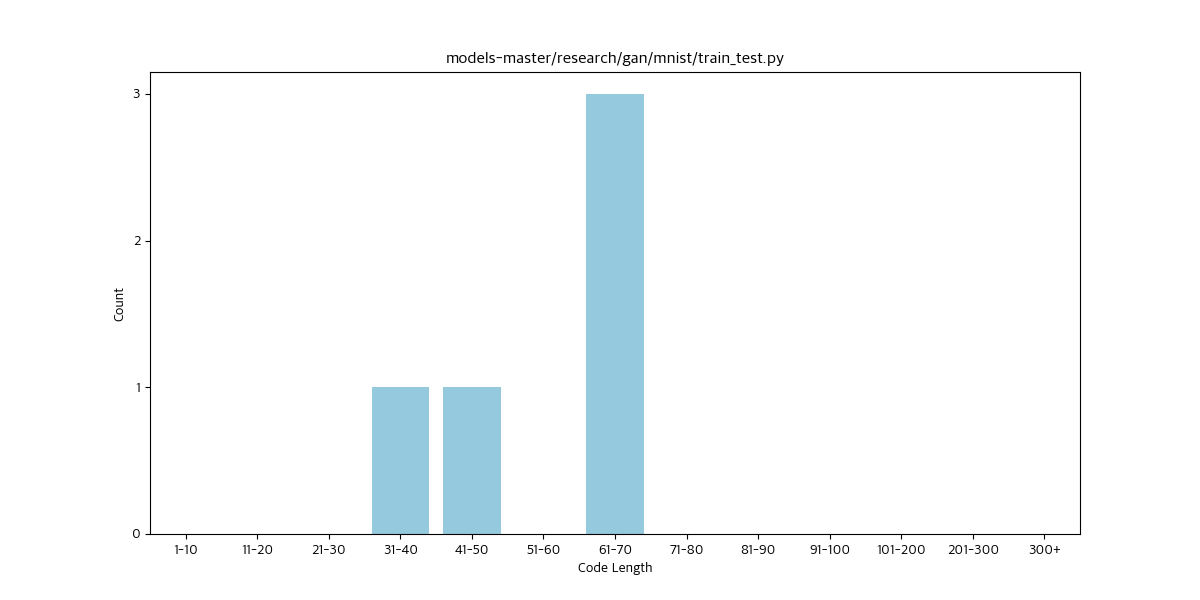 models-master/research/gan/mnist/train_test.py
3
2
1
0
Count
1-10 11-20 21-30 31-40 41-50 51-60 61-70 71-80 81-90 91-100 101-200 201-300 300+
Code Length